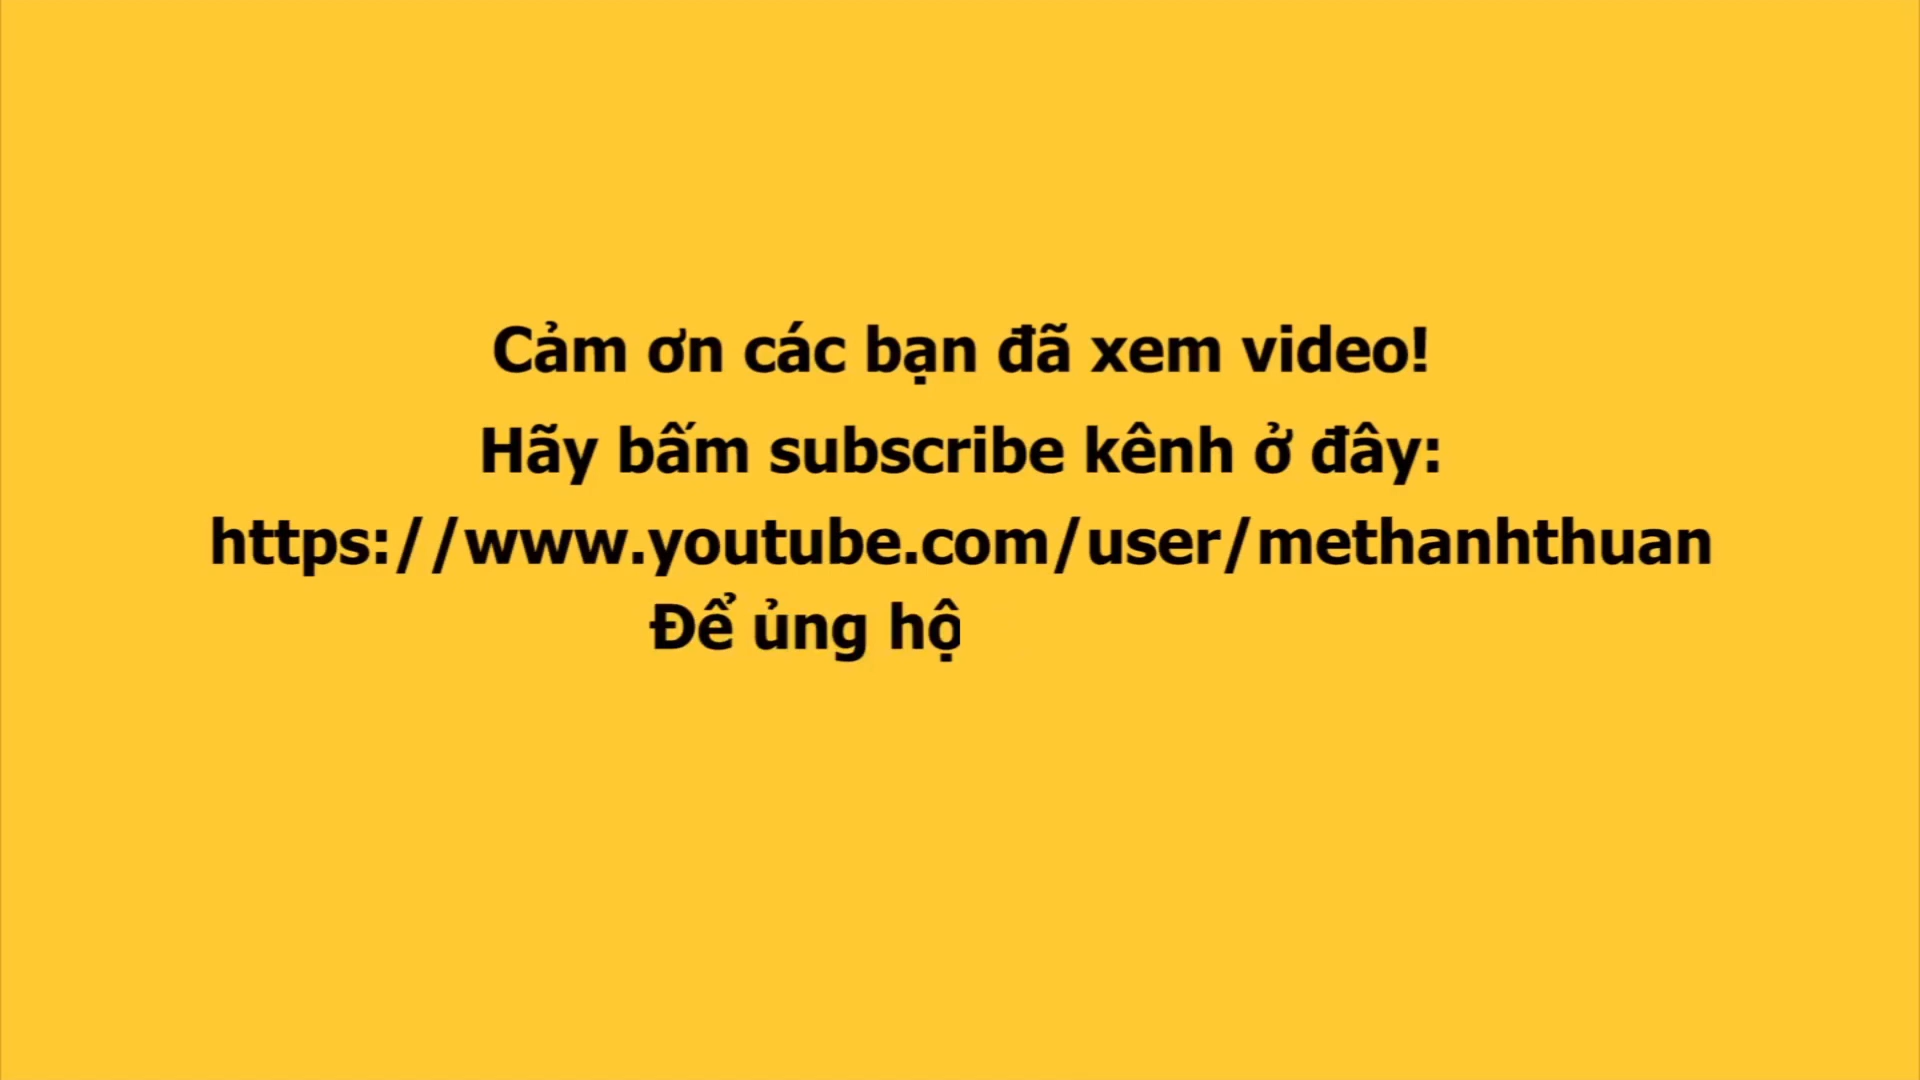 Cảm ơn các bạn đã xem video!
Hãy bấm subscribe kênh ở đây:
https://www.youtube.com/user/methanhthuan
Để ủng hộ